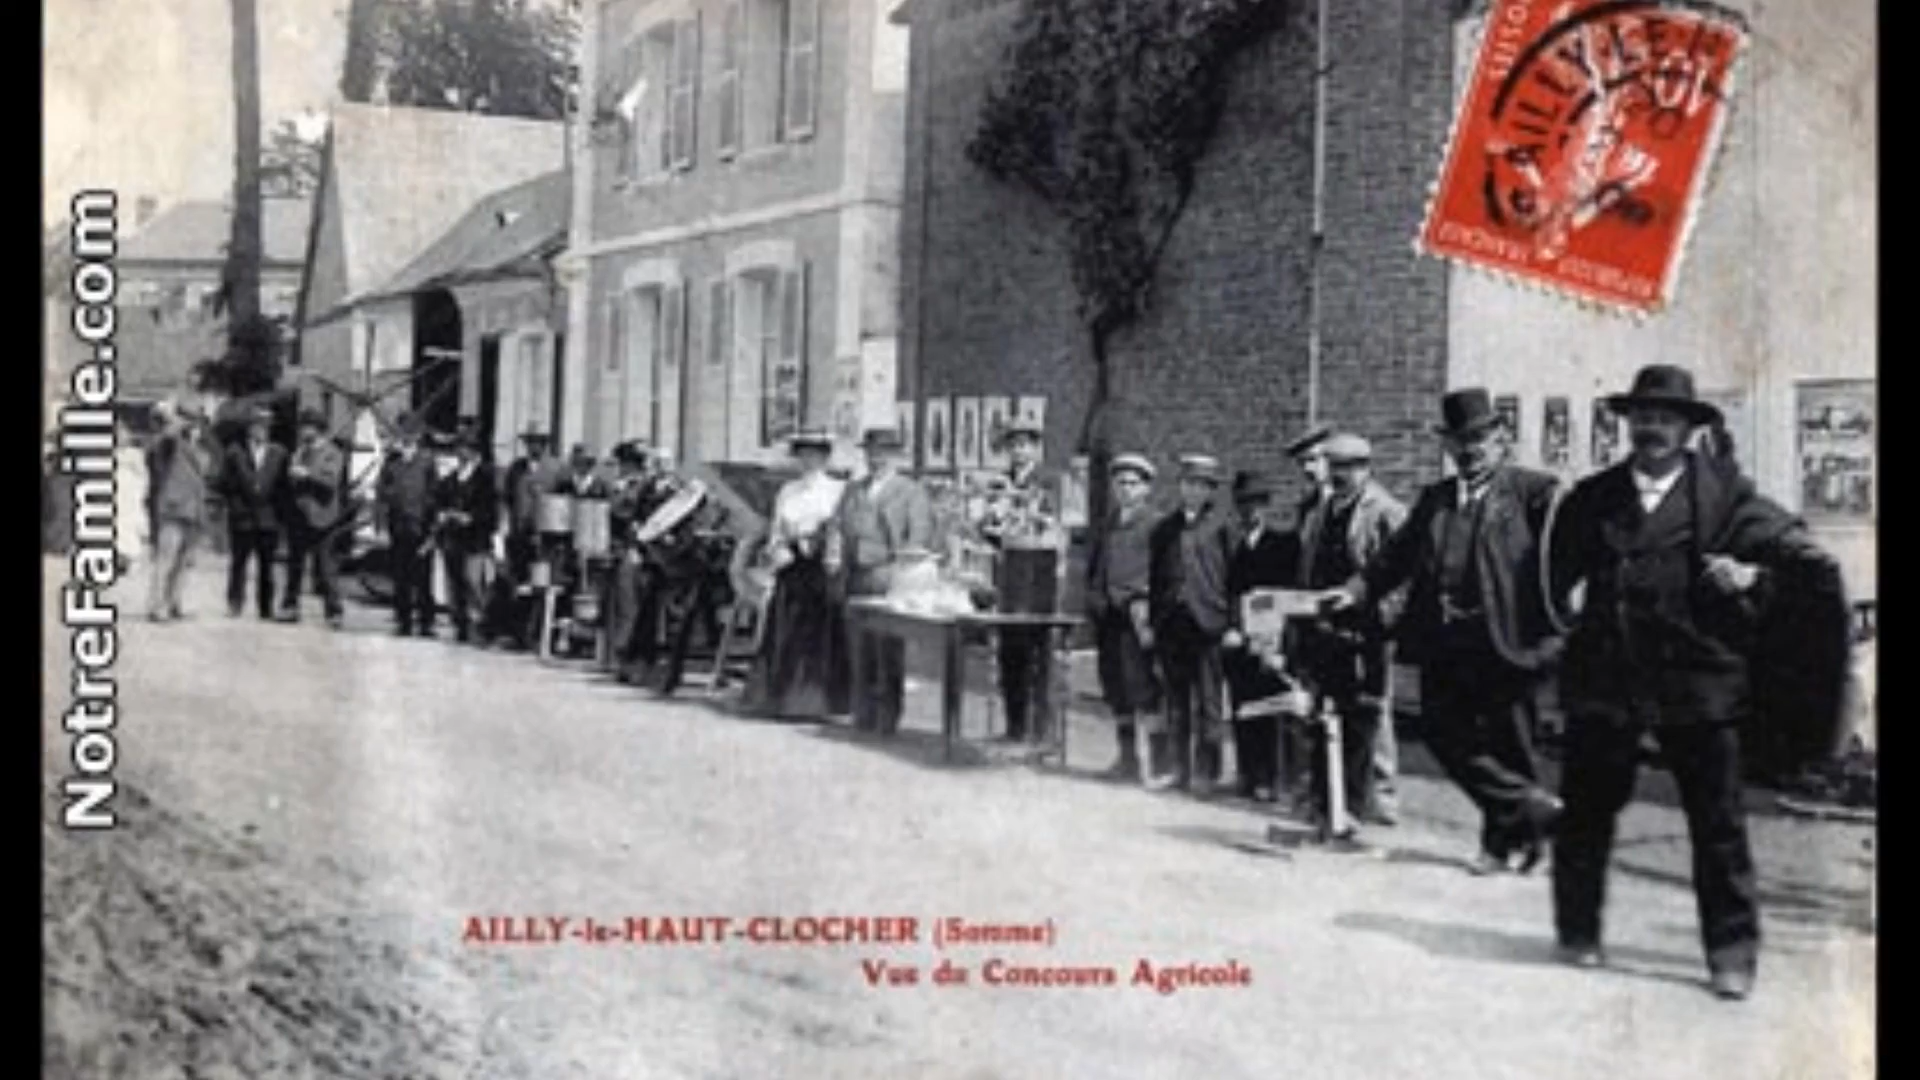 NotreFamille.com
AILLY LE H
AILLY-le-HAUT-CLOCHER (Somme)
Vue du Concours Agricole